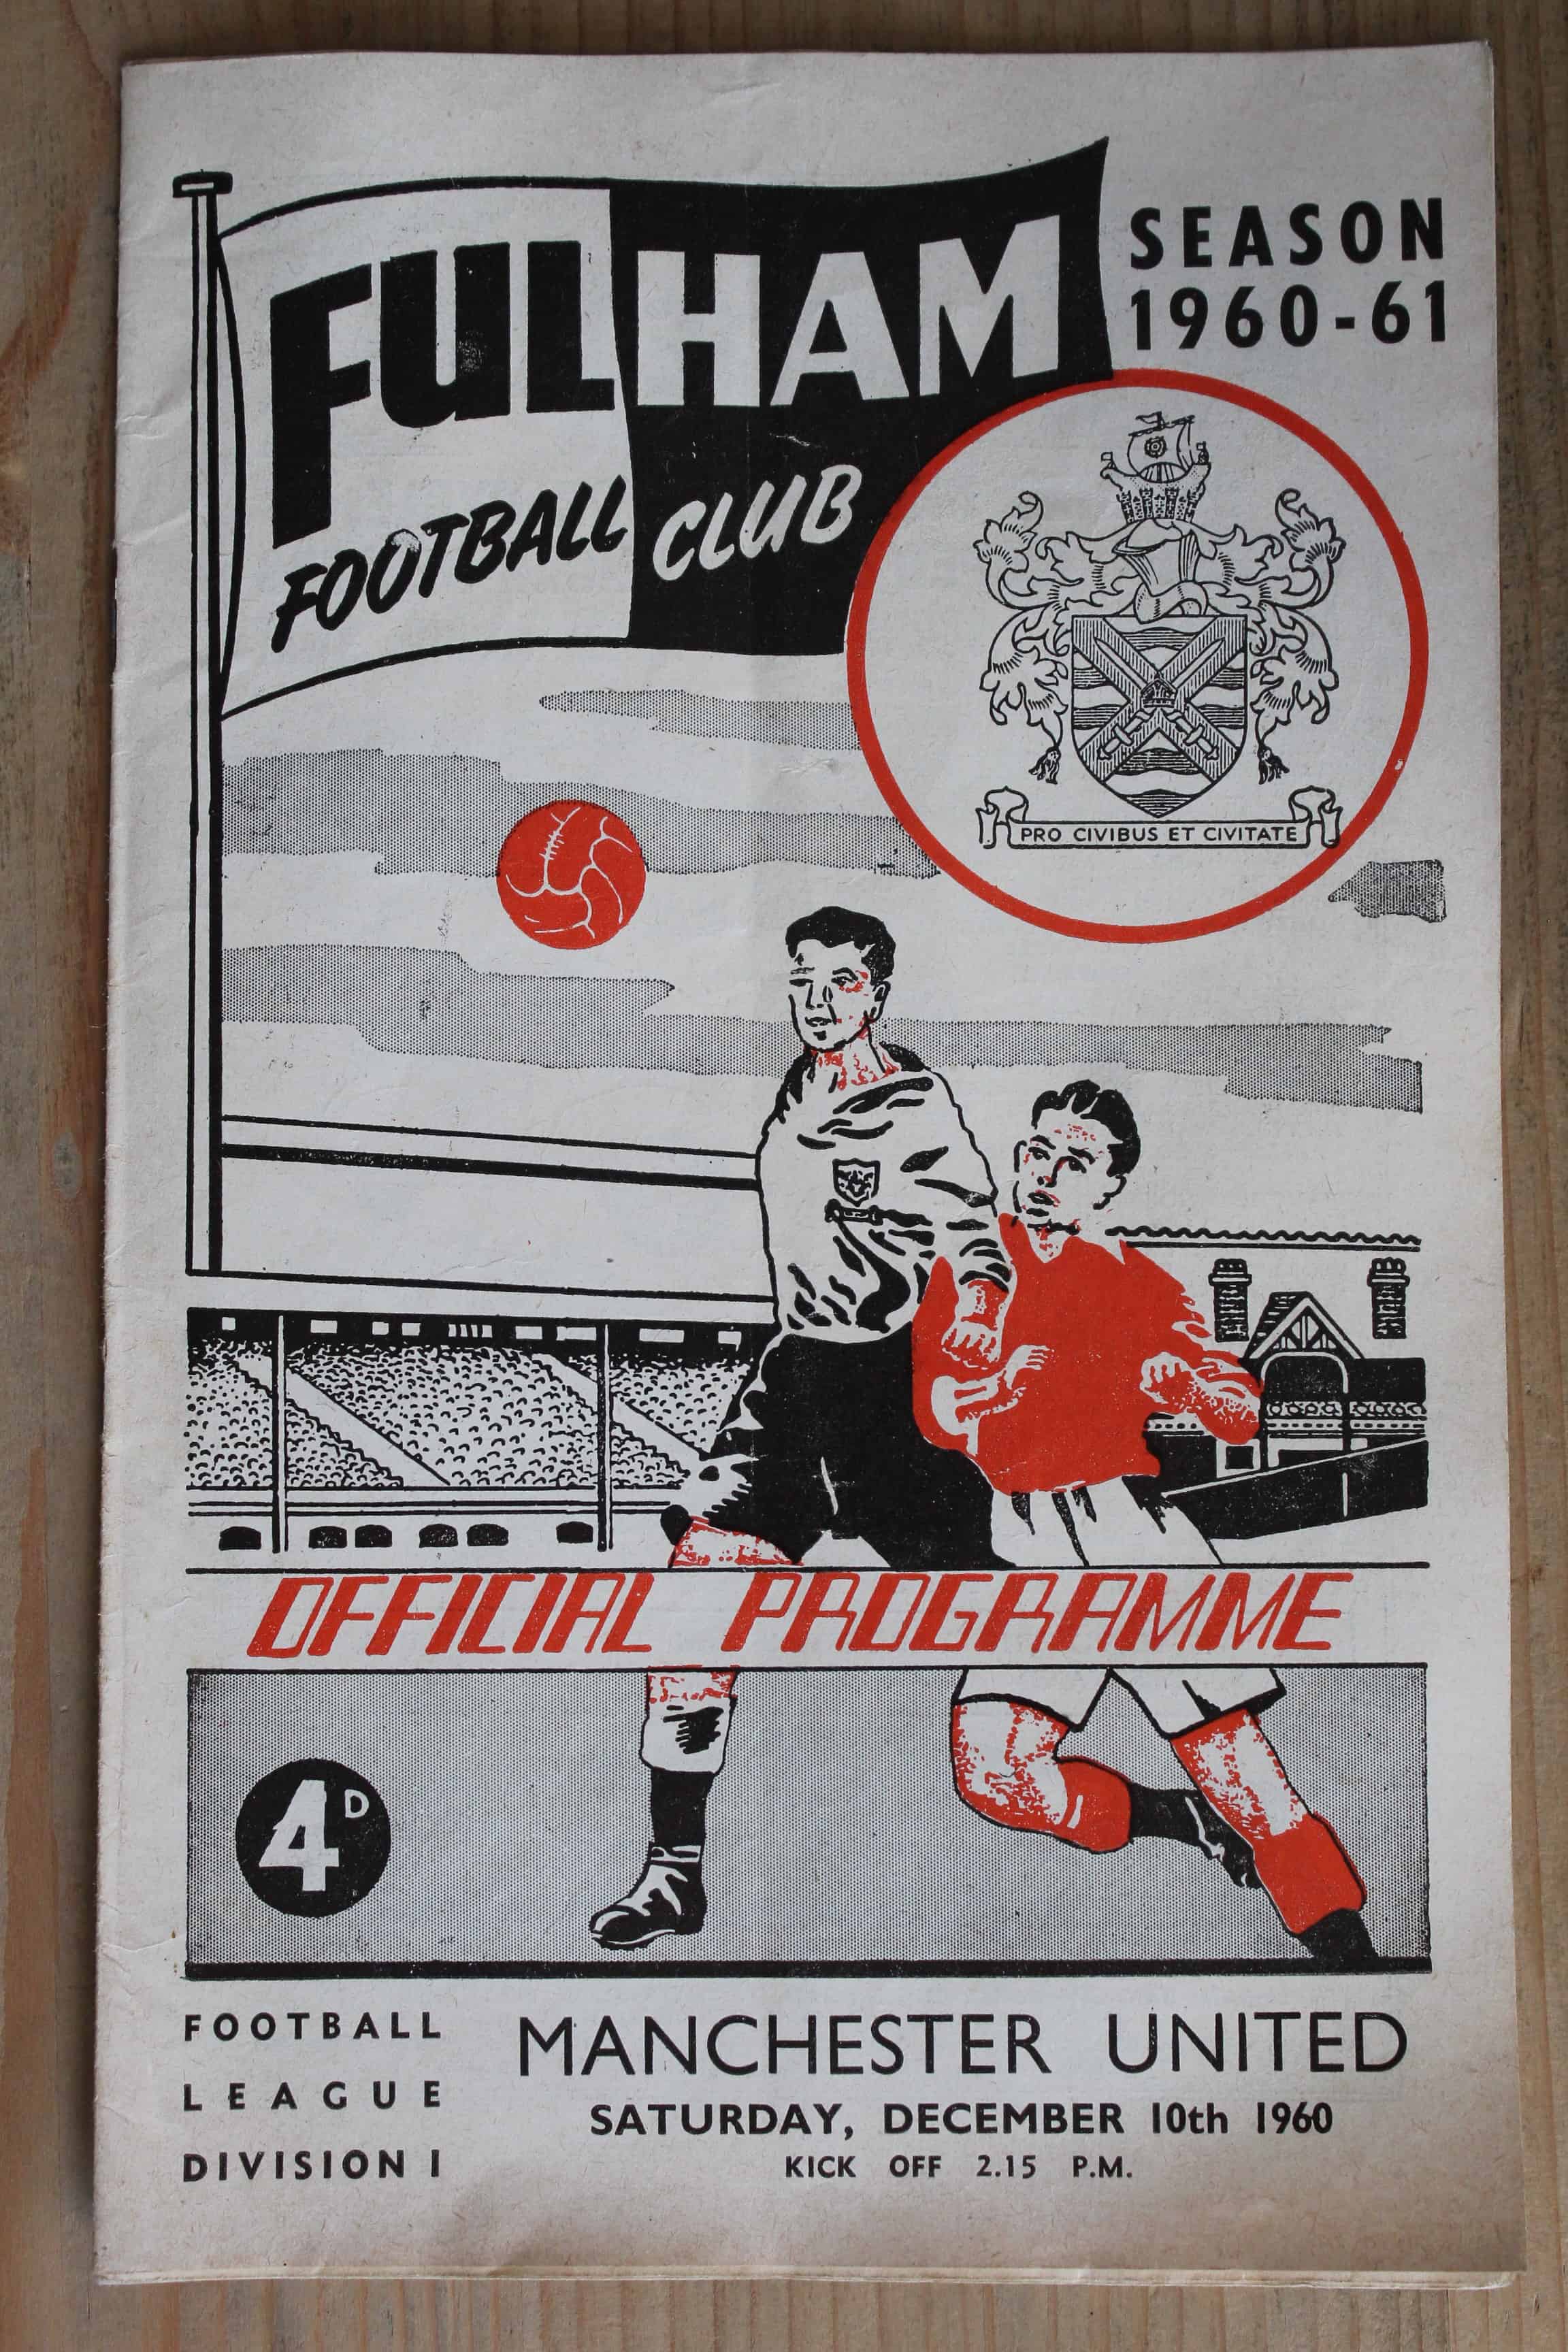 FULHAM
FOOTBALL CLUB
SEASON
1960-61
PRO CIVIBUS ET CIVITATE
OFFICIAL PROGRAMME
4D
FOOTBALL
LEAGUE
DIVISION I
MANCHESTER UNITED
SATURDAY, DECEMBER 10th 1960
KICK OFF 2.15 P.M.